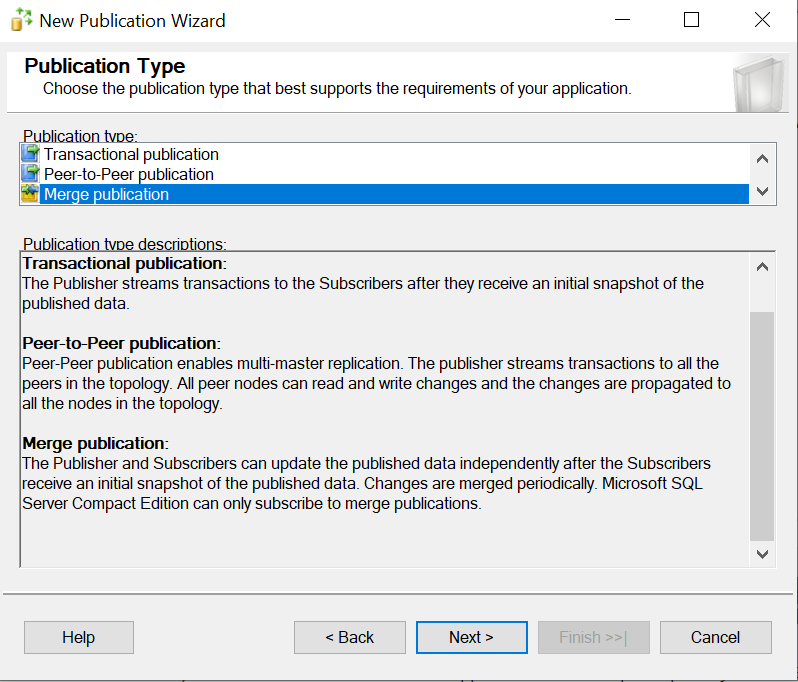 New Publication Wizard
Publication Type
Choose the publication type that best supports the requirements of your application.
Publication type:
Transactional publication
Peer-to-Peer publication
Merge publication
Publication type descriptions:
Transactional publication:
The Publisher streams transactions to the Subscribers after they receive an initial snapshot of the
published data.
Peer-to-Peer publication:
Peer-Peer publication enables multi-master replication. The publisher streams transactions to all the
peers in the topology. All peer nodes can read and write changes and the changes are propagated to
all the nodes in the topology.
Merge publication:
The Publisher and Subscribers can update the published data independently after the Subscribers
receive an initial snapshot of the published data. Changes are merged periodically. Microsoft SQL
Server Compact Edition can only subscribe to merge publications.
Help
< Back
Next >
Finish >>|
Cancel